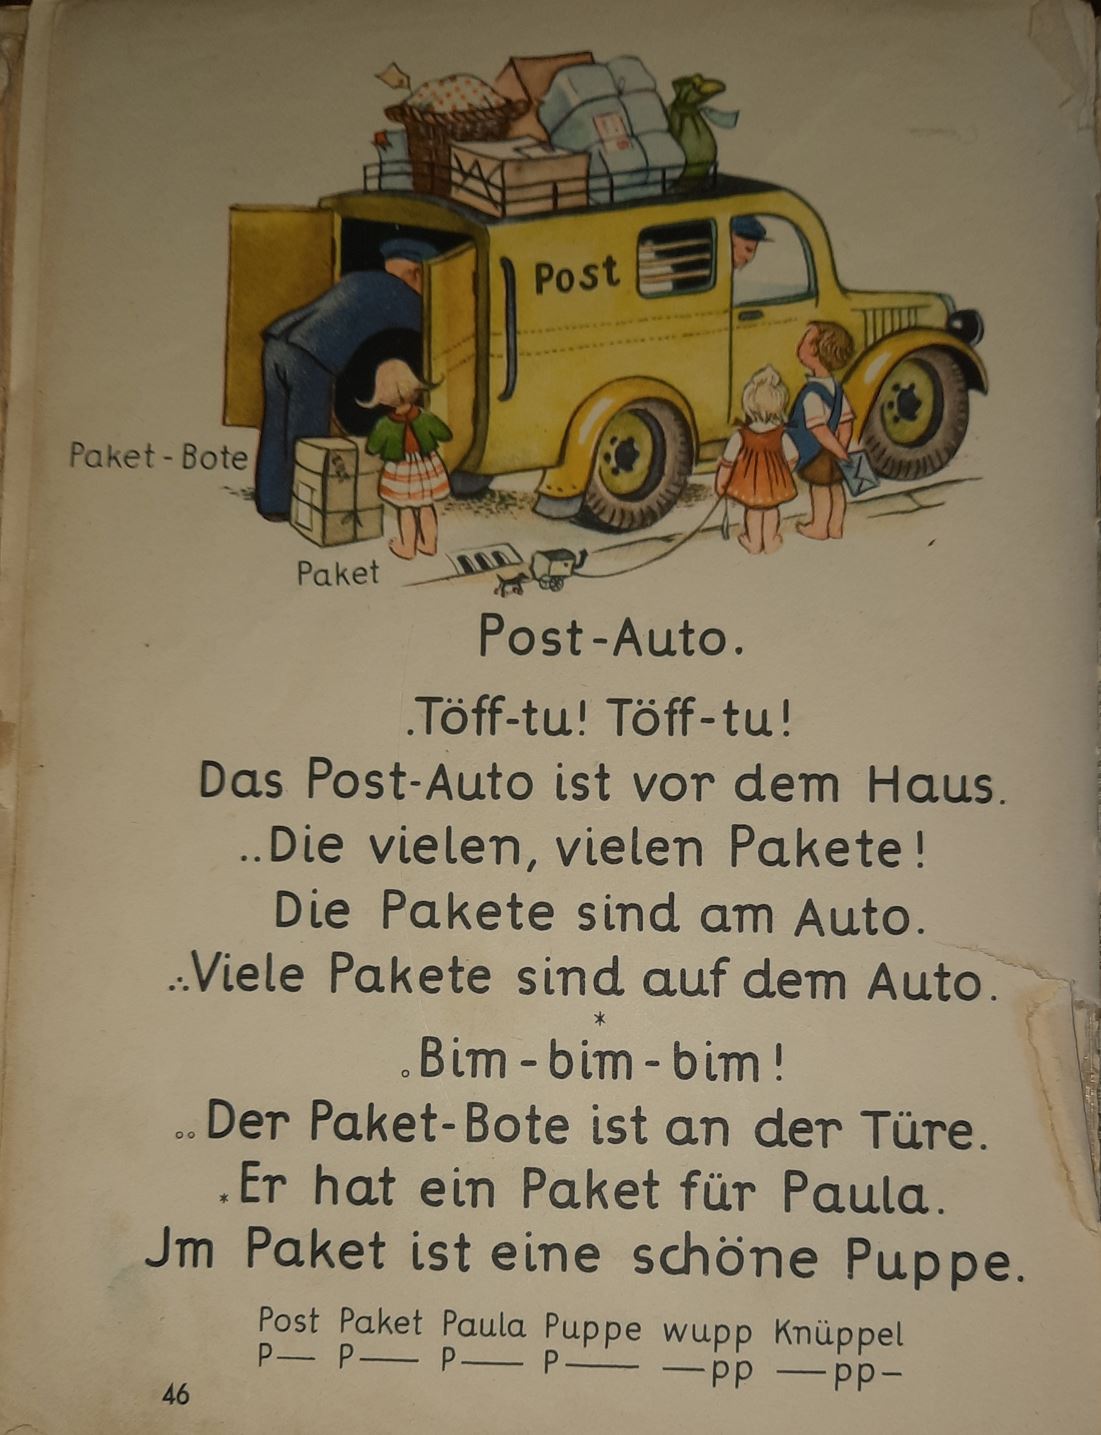 Post
Paket-Bote
Paket
Post-Auto.
.Töff-tu! Töff-tu!
Das Post-Auto ist vor dem Haus.
..Die vielen, vielen Pakete!
Die Pakete sind am Auto.
∴Viele Pakete sind auf dem Auto.
*
∘Bim-bim-bim!
∘∘Der Paket-Bote ist an der Türe.
*Er hat ein Paket für Paula.
Jm Paket ist eine schöne Puppe.
Post Paket Paula Puppe wupp Knüppel
P— P— P— P— —pp —pp–
46